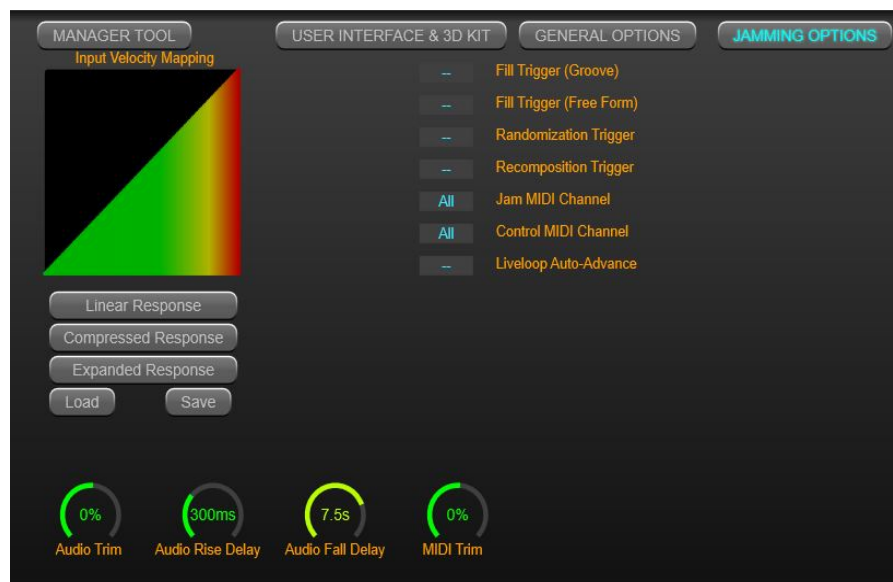 MANAGER TOOL
USER INTERFACE & 3D KIT
GENERAL OPTIONS
JAMMING OPTIONS
Input Velocity Mapping
-- Fill Trigger (Groove)
-- Fill Trigger (Free Form)
-- Randomization Trigger
-- Recomposition Trigger
All Jam MIDI Channel
All Control MIDI Channel
-- Liveloop Auto-Advance
Linear Response
Compressed Response
Expanded Response
Load Save
0% 300ms 7.5s 0%
Audio Trim Audio Rise Delay Audio Fall Delay MIDI Trim